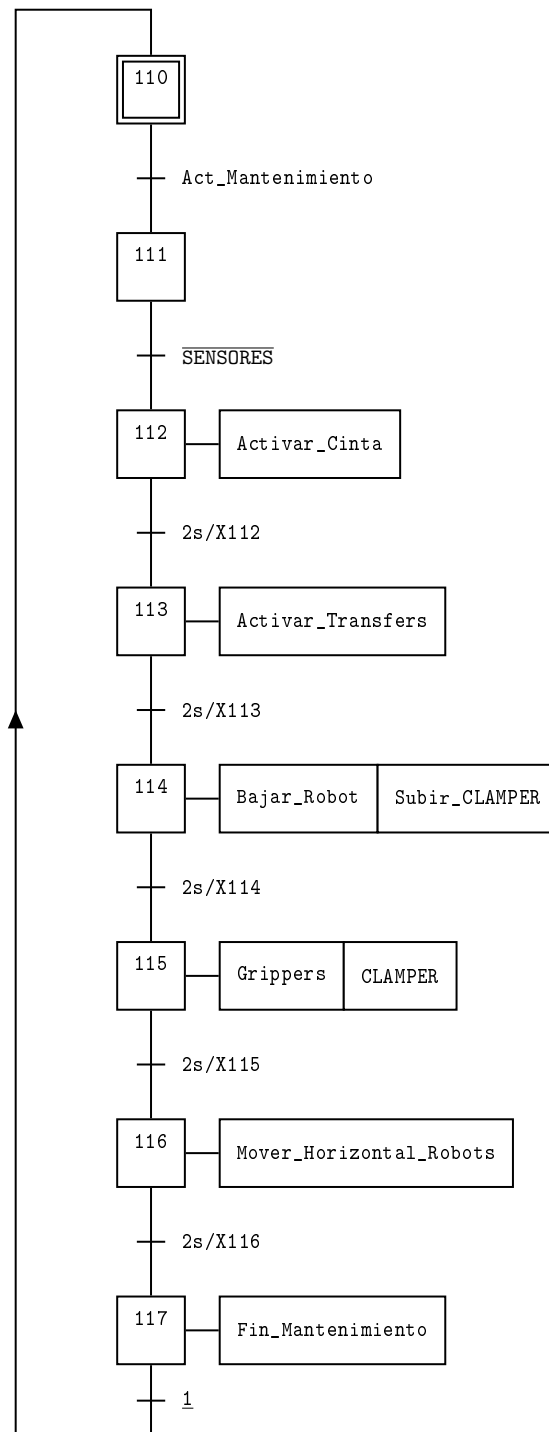 110
Act_Mantenimiento
111
SENSORES
112 Activar_Cinta
2s/X112
113 Activar_Transfers
2s/X113
114 Bajar_Robot Subir_CLAMPER
2s/X114
115 Grippers CLAMPER
2s/X115
116 Mover_Horizontal_Robots
2s/X116
117 Fin_Mantenimiento
1